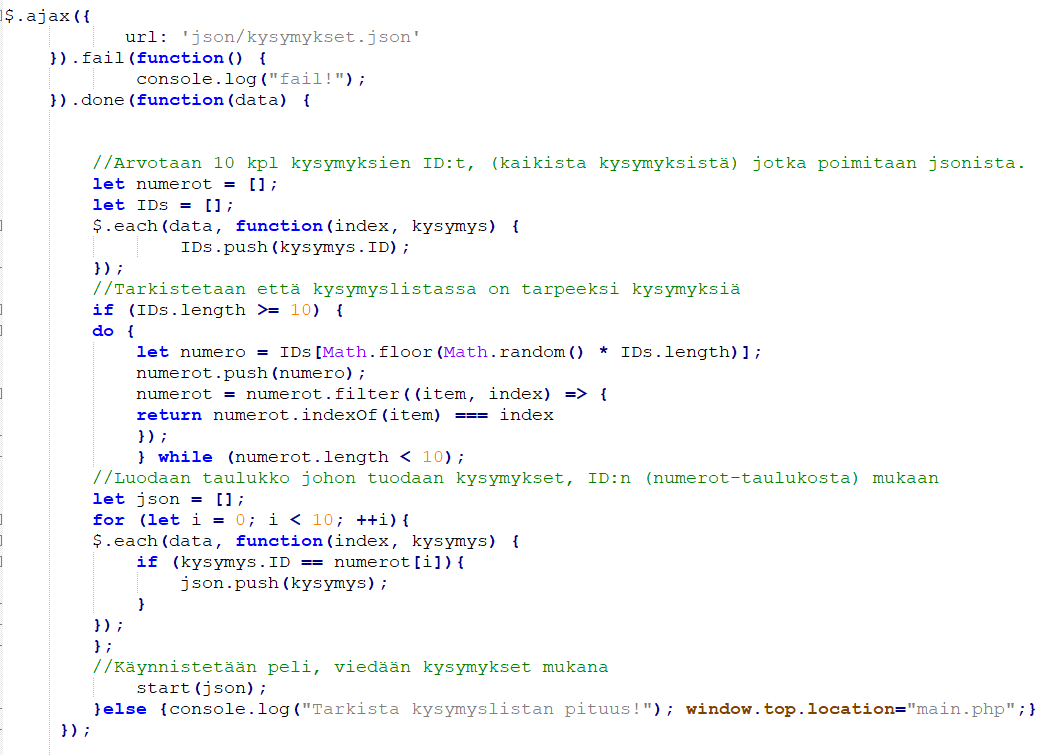 $.ajax({
url: 'json/kysymykset.json'
}).fail(function() {
console.log("fail!");
}).done(function(data) {
//Arvotaan 10 kpl kysymyksien ID:t, (kaikista kysymyksistä) jotka poimitaan jsonista.
let numerot = [];
let IDs = [];
$.each(data, function(index, kysymys) {
IDs.push(kysymys.ID);
});
//Tarkistetaan että kysymyslistassa on tarpeeksi kysymyksiä
if (IDs.length >= 10) {
do {
let numero = IDs[Math.floor(Math.random() * IDs.length)];
numerot.push(numero);
numerot = numerot.filter((item, index) => {
return numerot.indexOf(item) === index
});
} while (numerot.length < 10);
//Luodaan taulukko johon tuodaan kysymykset, ID:n (numerot-taulukosta) mukaan
let json = [];
for (let i = 0; i < 10; ++i){
$.each(data, function(index, kysymys) {
if (kysymys.ID == numerot[i]){
json.push(kysymys);
}
});
};
//Käynnistetään peli, viedään kysymykset mukana
start(json);
}else {console.log("Tarkista kysymyslistan pituus!"); window.top.location="main.php";}
});